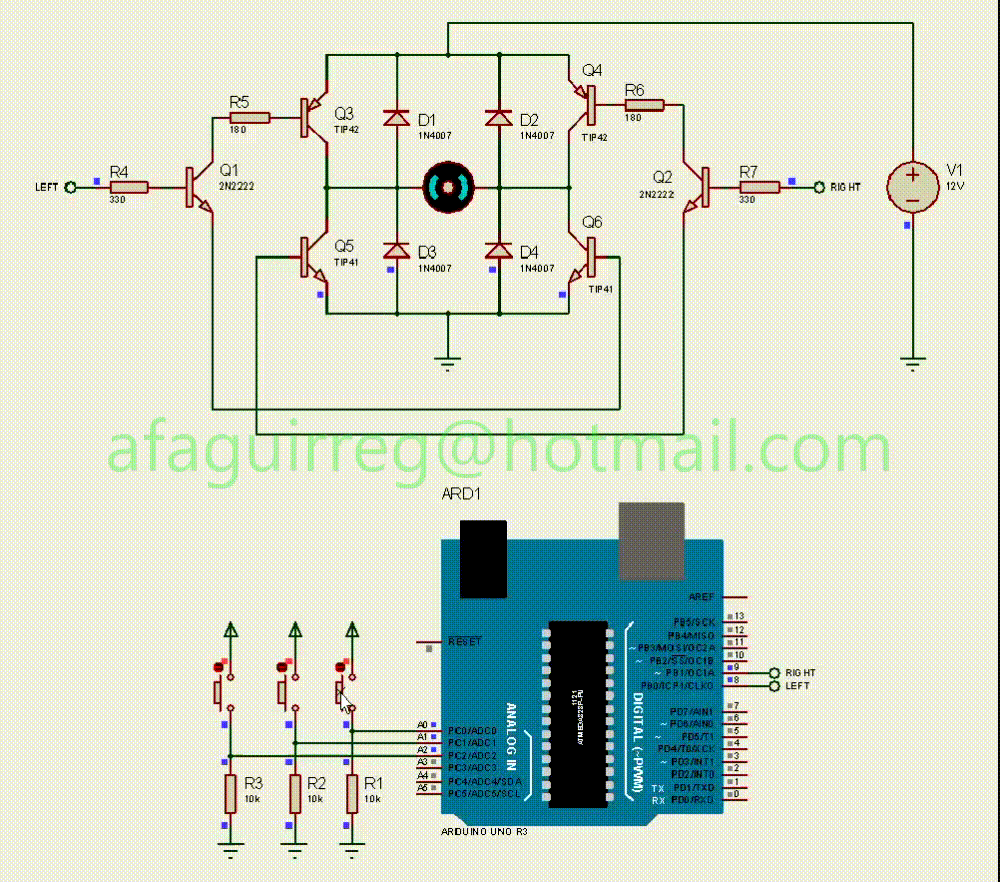 Q4
R5
180
Q3
TIP42
D1
1N4007
D2
1N4007
TIP42
R6
180
LEFT
R4
330
Q1
2N2222
Q2
2N2222
R7
330
RIGHT
V1
12V
Q5
TIP41
D3
1N4007
D4
1N4007
Q6
TIP41
afaguirreg@hotmail.com
ARD1
RESET
AREF
PB5/SCK
13
PB4/MISO
12
~PB3/MOSI/OC2A
11
~PB2/SS/OC1B
10
~PB1/OC1A
9
RIGHT
PB0/ICP1/CLKO
8
LEFT
PD7/AIN1
7
~PD6/AIN0
6
~PD5/T1
5
PD4/T0/XCK
4
~PD3/INT1
3
PD2/INT0
2
TX PD1/TXD
1
RX PD0/RXD
0
A0 PC0/ADC0
A1 PC1/ADC1
A2 PC2/ADC2
A3 PC3/ADC3
A4 PC4/ADC4/SDA
A5 PC5/ADC5/SCL
ANALOG IN
DIGITAL (~PWM)
1121
R3
10k
R2
10k
R1
10k
ARDUINO UNO R3